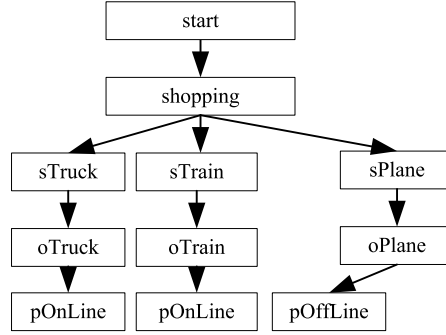 start
shopping
sTruck sTrain sPlane
oTruck oTrain oPlane
pOnLine pOnLine pOffLine